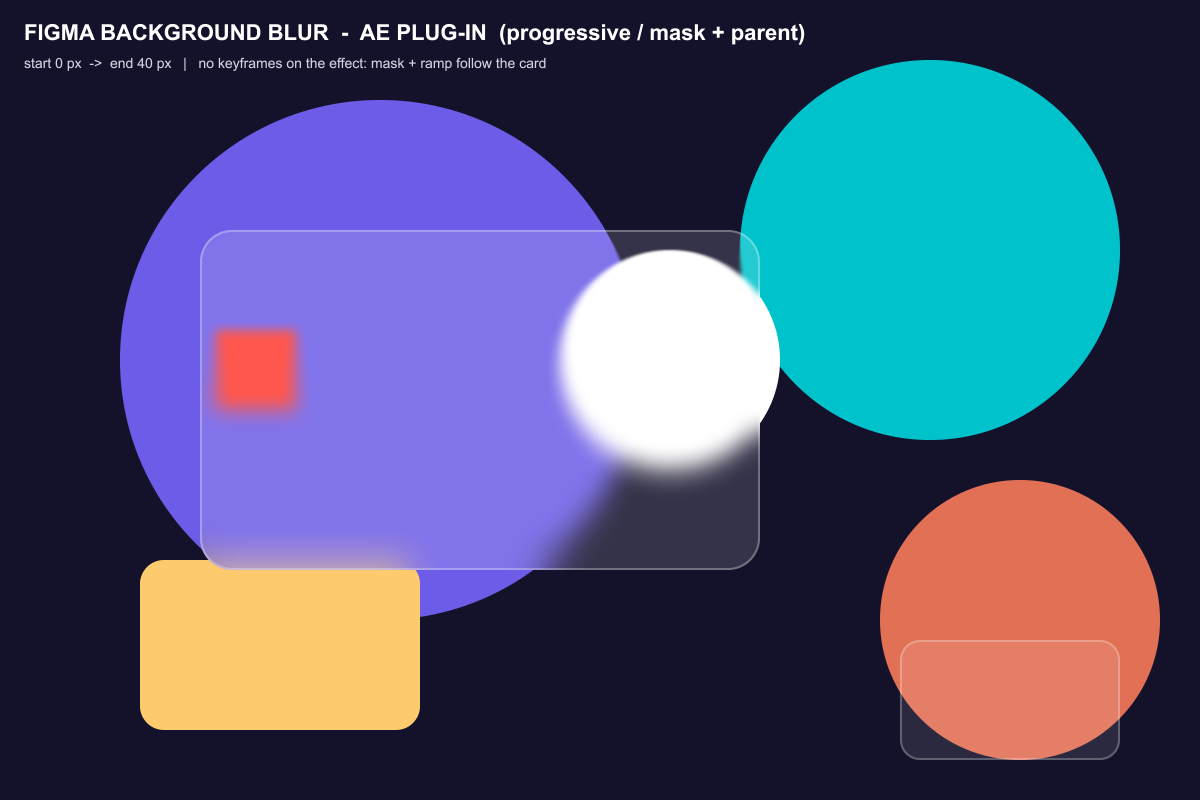 FIGMA BACKGROUND BLUR - AE PLUG-IN (progressive / mask + parent)
start 0 px -> end 40 px | no keyframes on the effect: mask + ramp follow the card